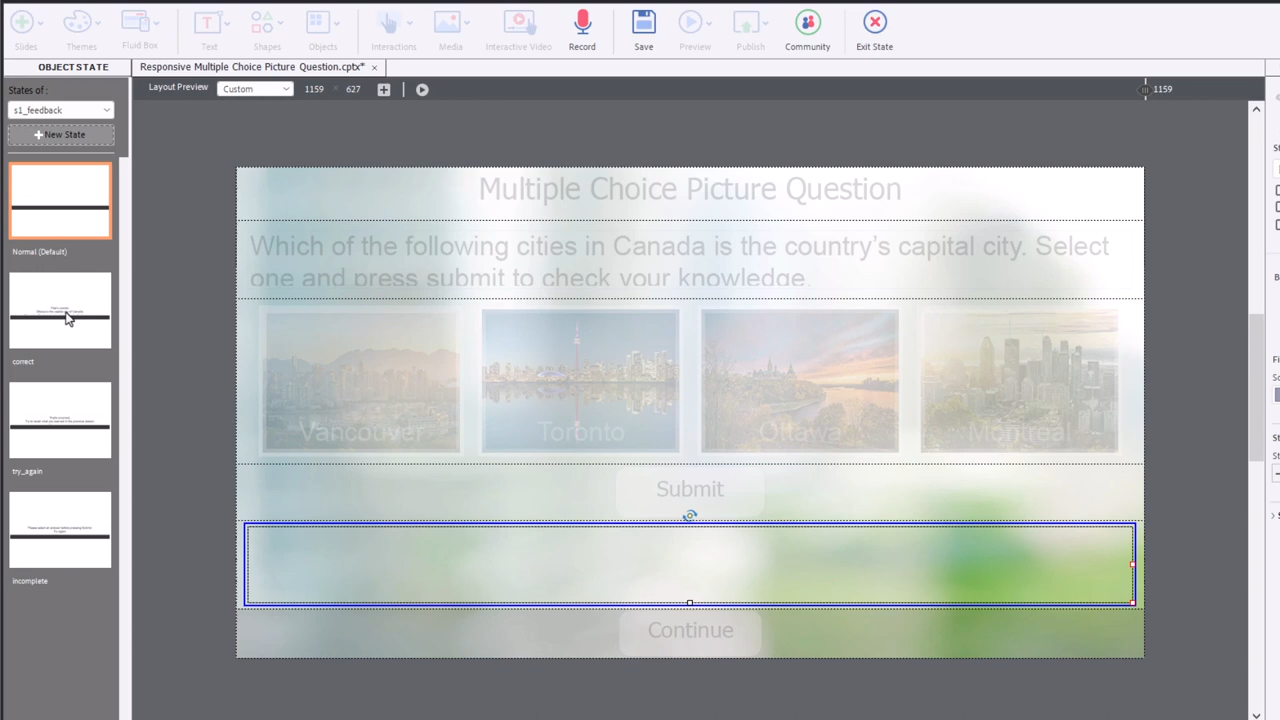 Slides
Themes
Fluid Box
Text
Shapes
Objects
Interactions
Media
Interactive Video
Record
Save
Preview
Publish
Community
Exit State
OBJECT STATE
Responsive Multiple Choice Picture Question.cptx*
States of :
Layout Preview
Custom
1159
627
1159
s1_feedback
New State
Normal (Default)
correct
try_again
incomplete
Multiple Choice Picture Question
Which of the following cities in Canada is the country's capital city. Select
one and press submit to check your knowledge.
Vancouver
Toronto
Ottawa
Montreal
Submit
Continue